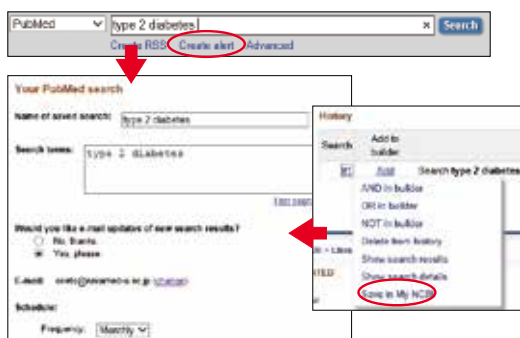 PubMed
type 2 diabetes
×
Search
Create RSS Create alert Advanced
Your PubMed search
Name of saved search: type 2 diabetes
Search terms: type 2 diabetes
Would you like e-mail updates of new search results?
No, thanks.
Yes, please.
E-mail: (change)
Schedule:
Frequency: Monthly
History
Search Add to builder
#1 Add Search type 2 diabetes
AND in builder
OR in builder
NOT in builder
Delete from history
Show search results
Show search details
Save in My NCBI